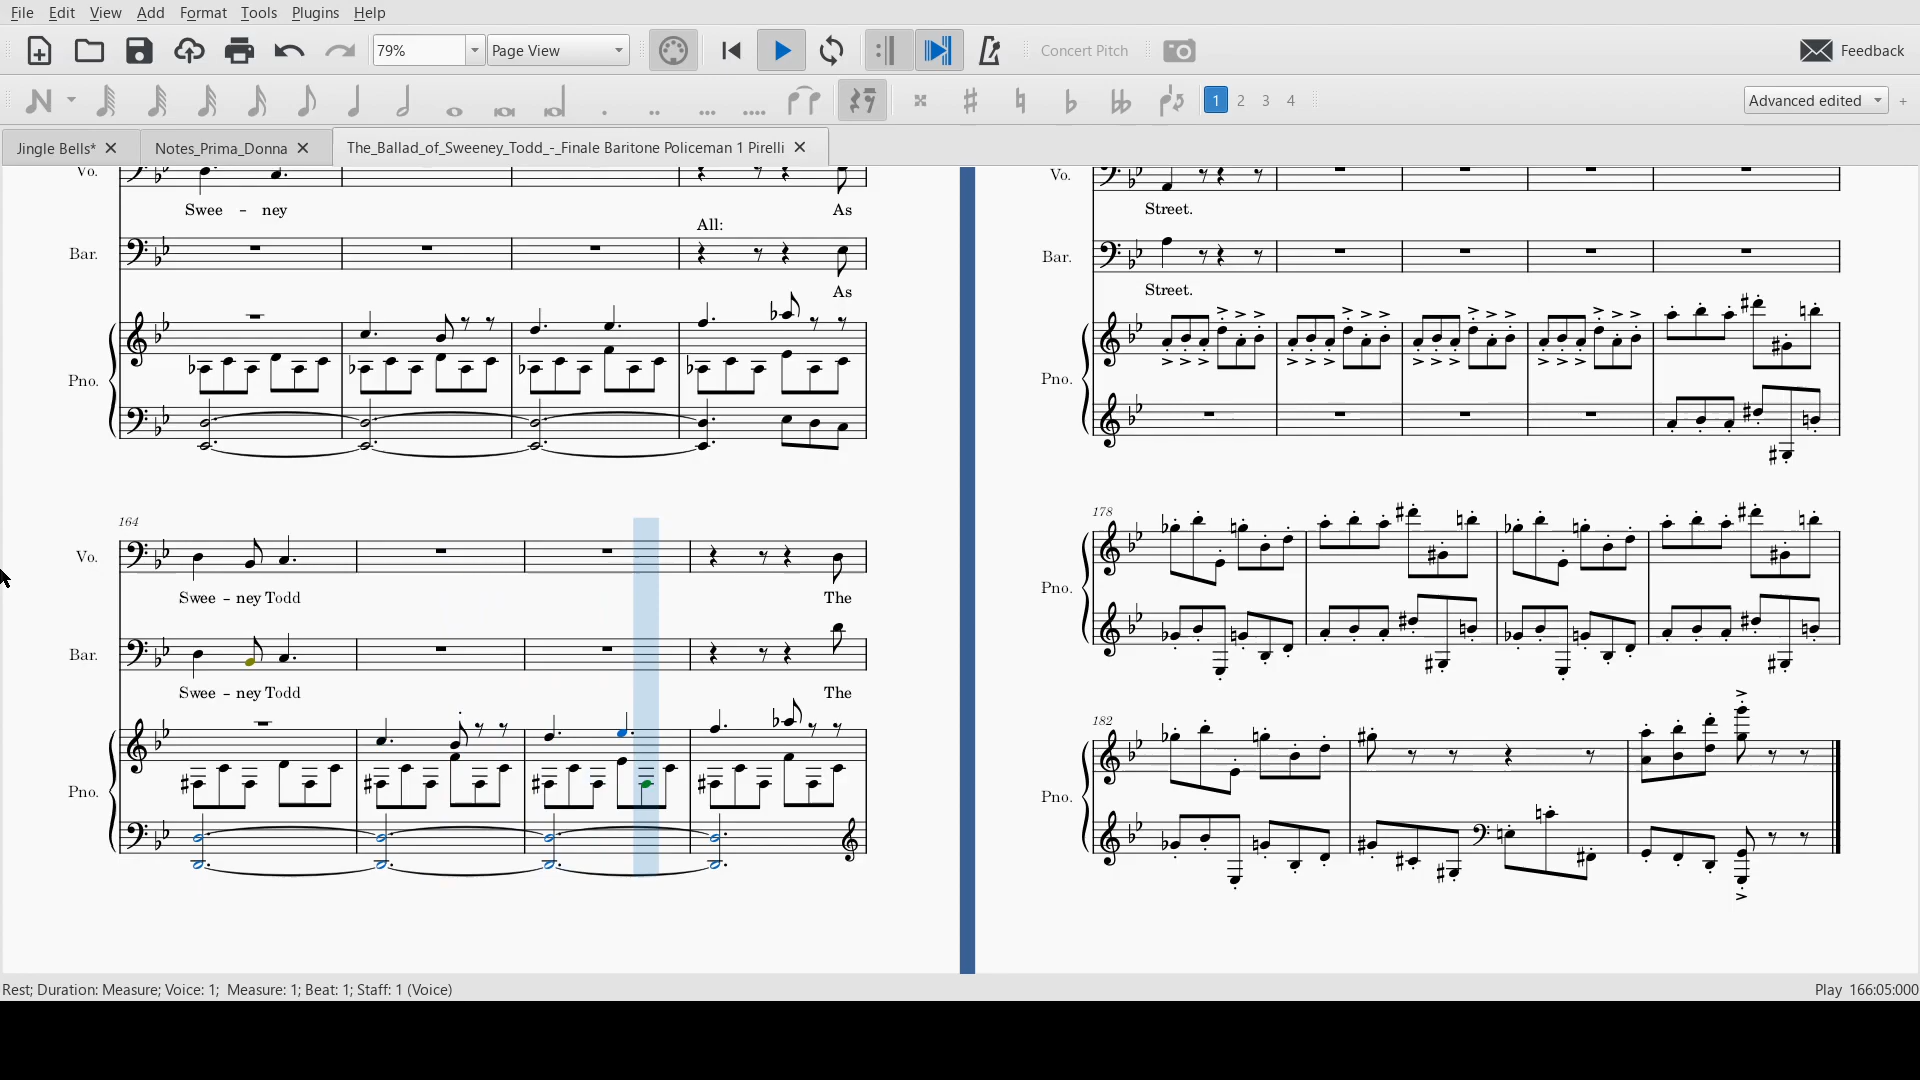 File Edit View Add Format Tools Plugins Help
79% Page View Concert Pitch Feedback
1 2 3 4 Advanced edited +
Jingle Bells* Notes_Prima_Donna The_Ballad_of_Sweeney_Todd_-_Finale Baritone Policeman 1 Pirelli
Vo.
Swee - ney As
All:
Bar.
As
Pno.
164
Vo.
Swee - ney Todd The
Bar.
Swee - ney Todd The
Pno.
Vo.
Street.
Bar.
Street.
Pno.
178
Pno.
182
Pno.
Rest; Duration: Measure; Voice: 1; Measure: 1; Beat: 1; Staff: 1 (Voice) Play 166:05:000